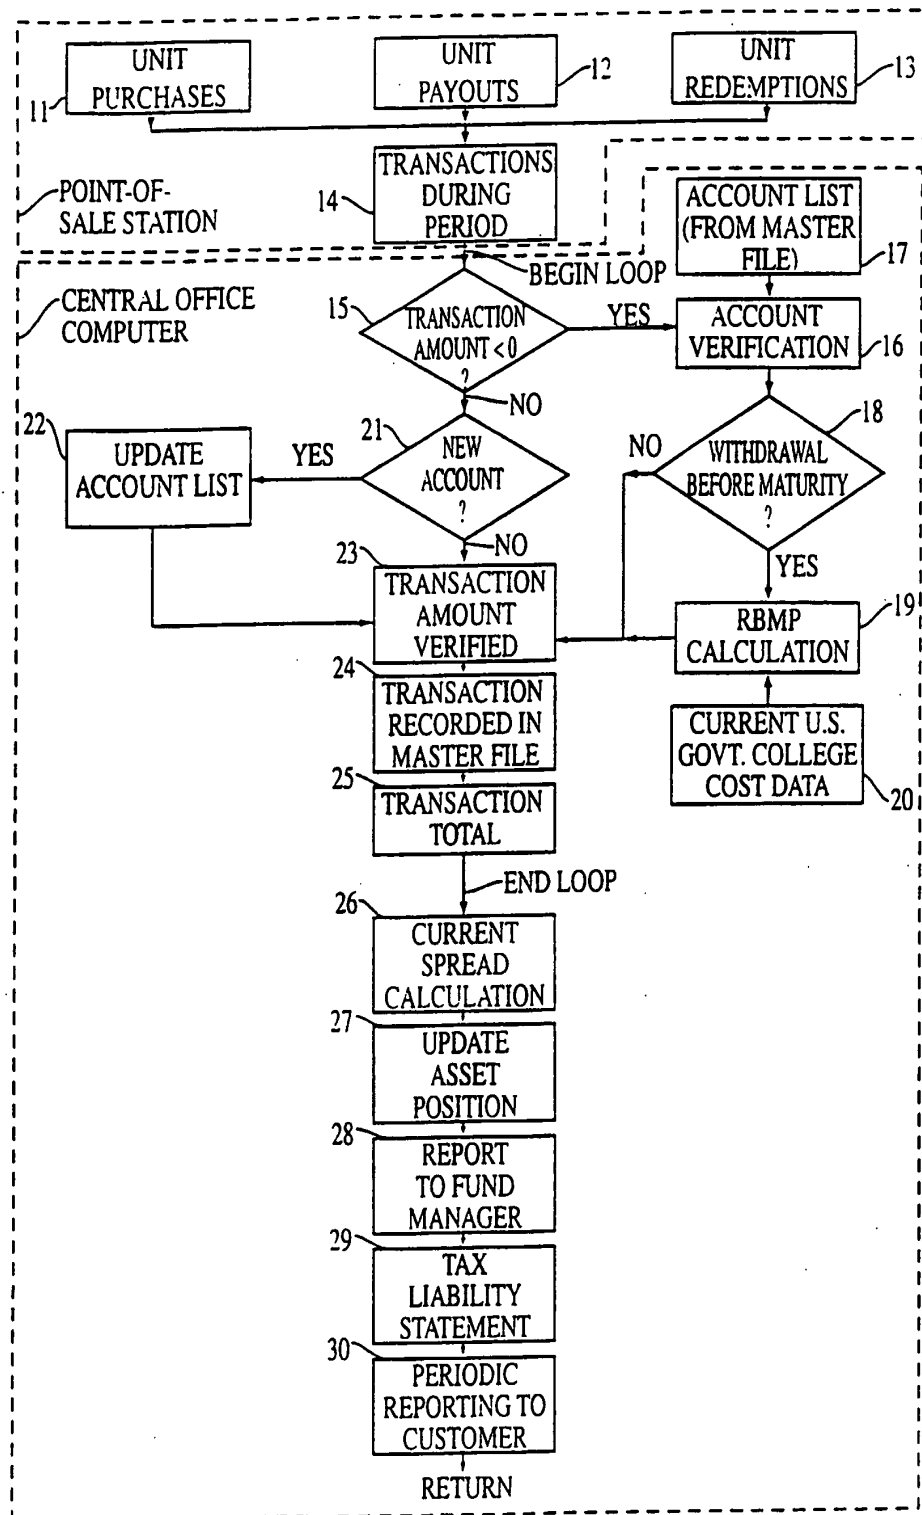 UNIT
PURCHASES
11
UNIT
PAYOUTS
12
UNIT
REDEMPTIONS
13
TRANSACTIONS
DURING
PERIOD
14
POINT-OF-
SALE STATION
ACCOUNT LIST
(FROM MASTER
FILE)
17
BEGIN LOOP
CENTRAL OFFICE
COMPUTER
15
TRANSACTION
AMOUNT <0
?
YES
ACCOUNT
VERIFICATION
16
NO
22
UPDATE
ACCOUNT LIST
YES
21
NEW
ACCOUNT
?
NO
18
WITHDRAWAL
BEFORE MATURITY
?
NO
YES
23
TRANSACTION
AMOUNT
VERIFIED
RBMP
CALCULATION
19
24
TRANSACTION
RECORDED IN
MASTER FILE
CURRENT U.S.
GOVT. COLLEGE
COST DATA
20
25
TRANSACTION
TOTAL
END LOOP
26
CURRENT
SPREAD
CALCULATION
27
UPDATE
ASSET
POSITION
28
REPORT
TO FUND
MANAGER
29
TAX
LIABILITY
STATEMENT
30
PERIODIC
REPORTING TO
CUSTOMER
RETURN